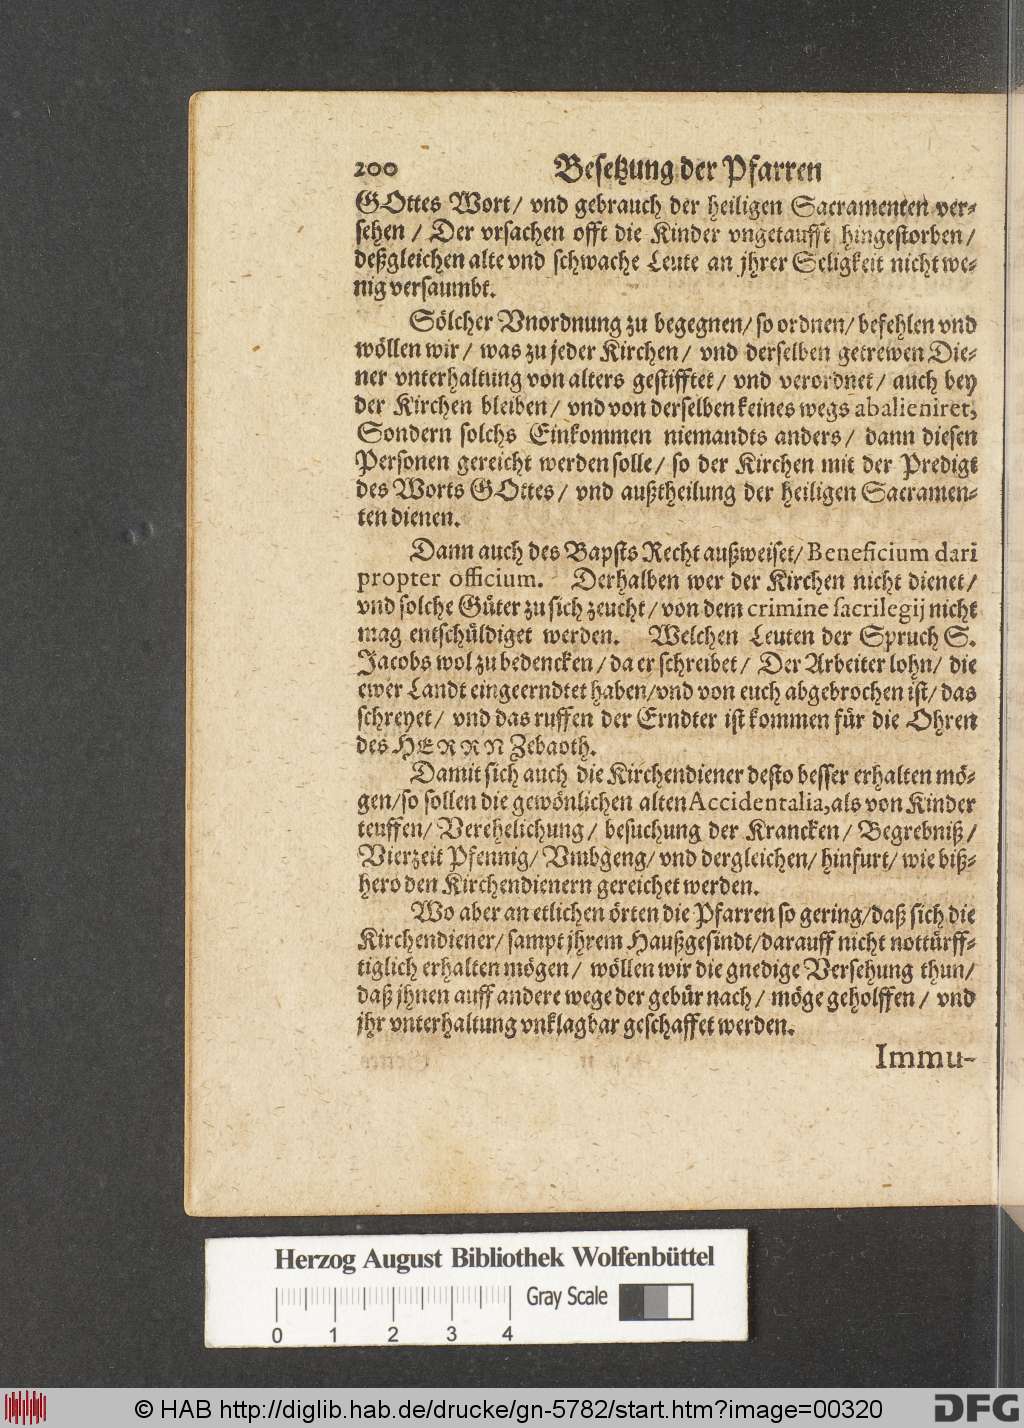 200 Besetzung der Pfarren
GOttes Wort/ vnd gebrauch der heiligen Sacramenten ver-
sehen / Der vrsachen offt die Kinder vngetaufft hingestorben/
deßgleichen alte vnd schwache Leute an jhrer Seligkeit nicht we-
nig versaumbt.
Sölcher Vnordnung zu begegnen/ so ordnen/ befehlen vnd
wöllen wir/ was zu jeder Kirchen/ vnd derselben getrewen Die-
ner vnterhaltung von alters gestifftet/ vnd verordnet/ auch bey
der Kirchen bleiben/ vnd von derselben keines wegs abalieniret,
Sondern solchs Einkommen niemandts anders/ dann diesen
Personen gereicht werden solle/ so der Kirchen mit der Predigt
des Worts GOttes/ vnd außtheilung der heiligen Sacramen-
ten dienen.
Dann auch des Bapsts Recht außweiset/ Beneficium dari
propter officium. Derhalben wer der Kirchen nicht dienet/
vnd solche Güter zu sich zeucht/ von dem crimine sacrilegij nicht
mag entschüldiget werden. Welchen Leuten der Spruch S.
Jacobs wol zu bedencken/ da er schreibet/ Der Arbeiter lohn/ die
ewer Landt eingeerndtet haben/ vnd von euch abgebrochen ist/ das
schreyet/ vnd das ruffen der Erndter ist kommen für die Ohren
des HERRN Zebaoth.
Damit sich auch die Kirchendiener desto besser erhalten mö-
gen/ so sollen die gewönlichen alten Accidentalia, als von Kinder
teuffen/ Verehelichung/ besuchung der Krancken/ Begrebniß/
Vierzeit Pfennig/ Vmbgeng/ vnd dergleichen/ hinfurt/ wie biß-
hero den Kirchendienern gereichet werden.
Wo aber an etlichen örten die Pfarren so gering/ daß sich die
Kirchendiener/ sampt jhrem Haußgesindt/ darauff nicht nottürff-
tiglich erhalten mögen/ wöllen wir die gnedige Versehung thun/
daß jhnen auff andere wege der gebür nach/ möge geholffen/ vnd
jhr vnterhaltung vnklagbar geschaffet werden.
Immu-
Herzog August Bibliothek Wolfenbüttel
Gray Scale
0 1 2 3 4
© HAB http://diglib.hab.de/drucke/gn-5782/start.htm?image=00320
DFG